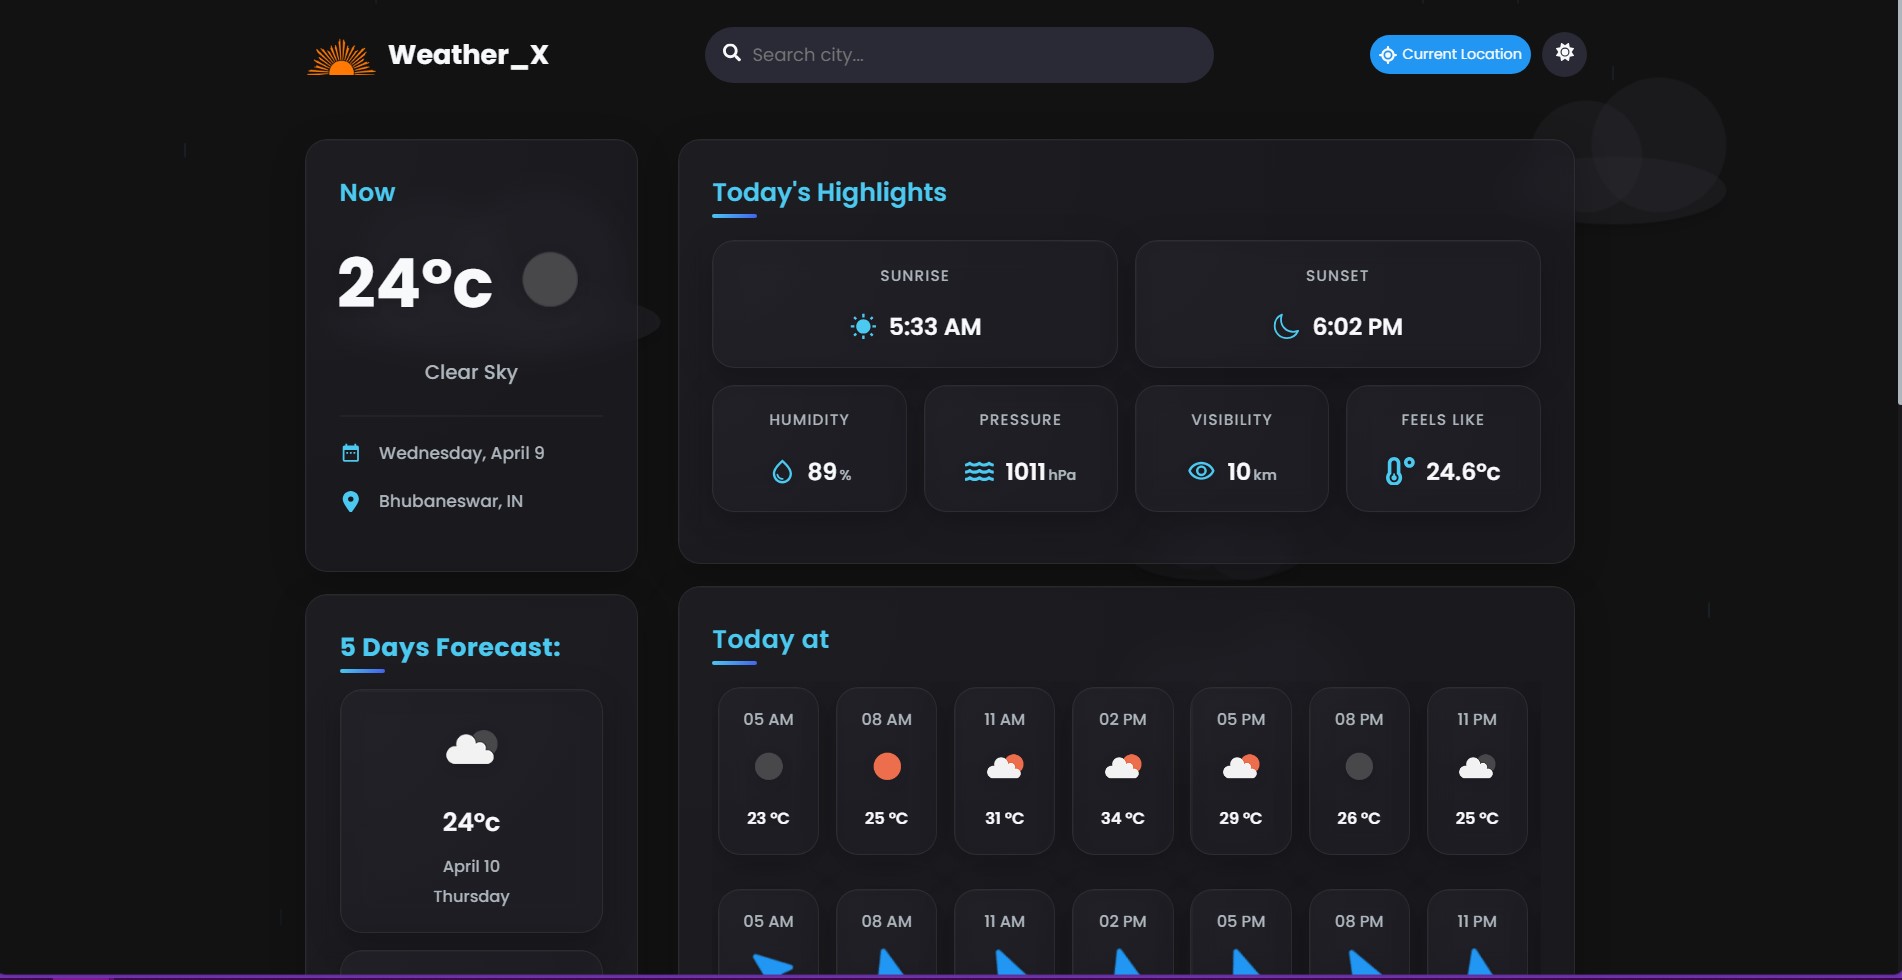 Weather_X
Search city...
Current Location
Now
24°c
Clear Sky
Wednesday, April 9
Bhubaneswar, IN
Today's Highlights
SUNRISE
5:33 AM
SUNSET
6:02 PM
HUMIDITY
89%
PRESSURE
1011hPa
VISIBILITY
10km
FEELS LIKE
24.6°c
5 Days Forecast:
24°c
April 10
Thursday
Today at
05 AM 08 AM 11 AM 02 PM 05 PM 08 PM 11 PM
23 °C 25 °C 31 °C 34 °C 29 °C 26 °C 25 °C
05 AM 08 AM 11 AM 02 PM 05 PM 08 PM 11 PM